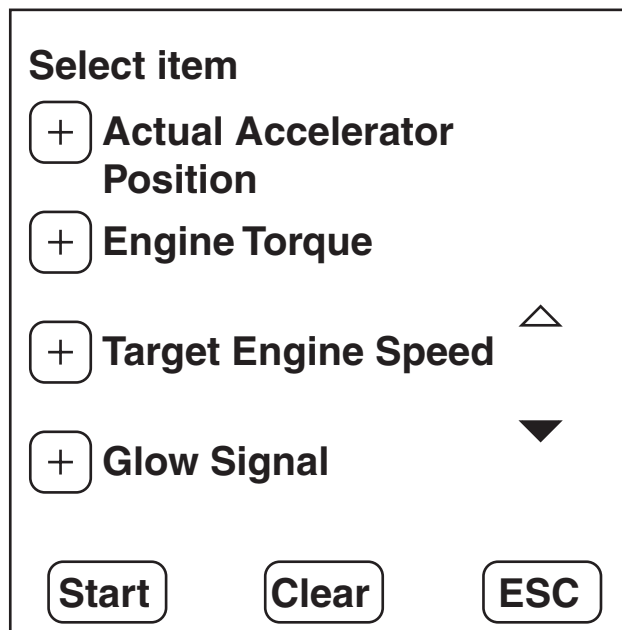 Select item
+ Actual Accelerator
Position
+ Engine Torque
+ Target Engine Speed
+ Glow Signal
Start Clear ESC